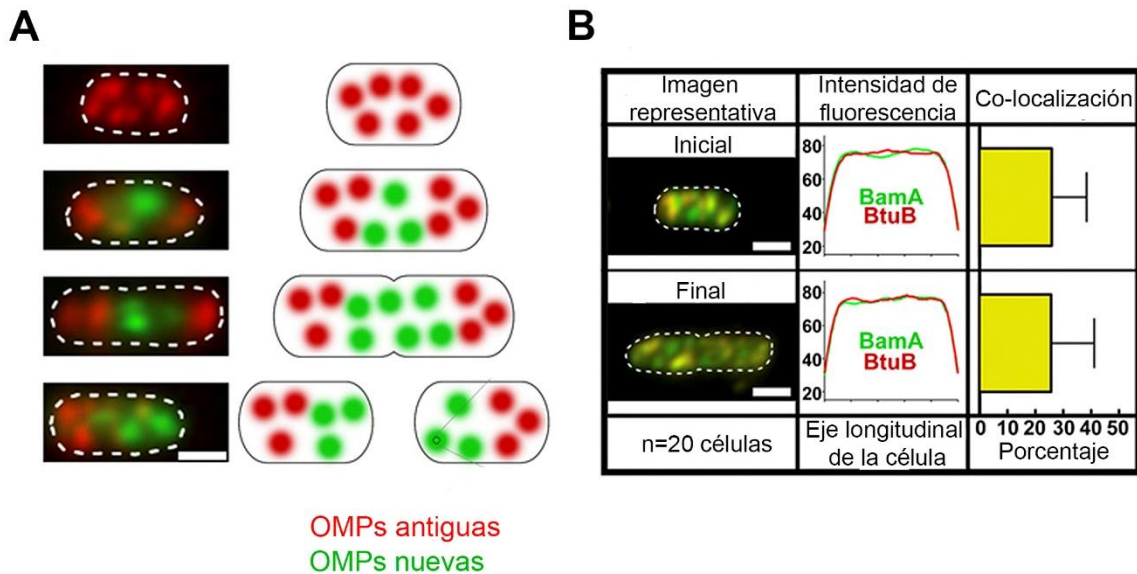 A
OMPs antiguas
OMPs nuevas
B
Imagen
representativa
Intensidad de
fluorescencia
Co-localización
Inicial
80
60
40
20
BamA
BtuB
Final
80
60
40
20
BamA
BtuB
n=20 células
Eje longitudinal
de la célula
0 10 20 30 40 50
Porcentaje